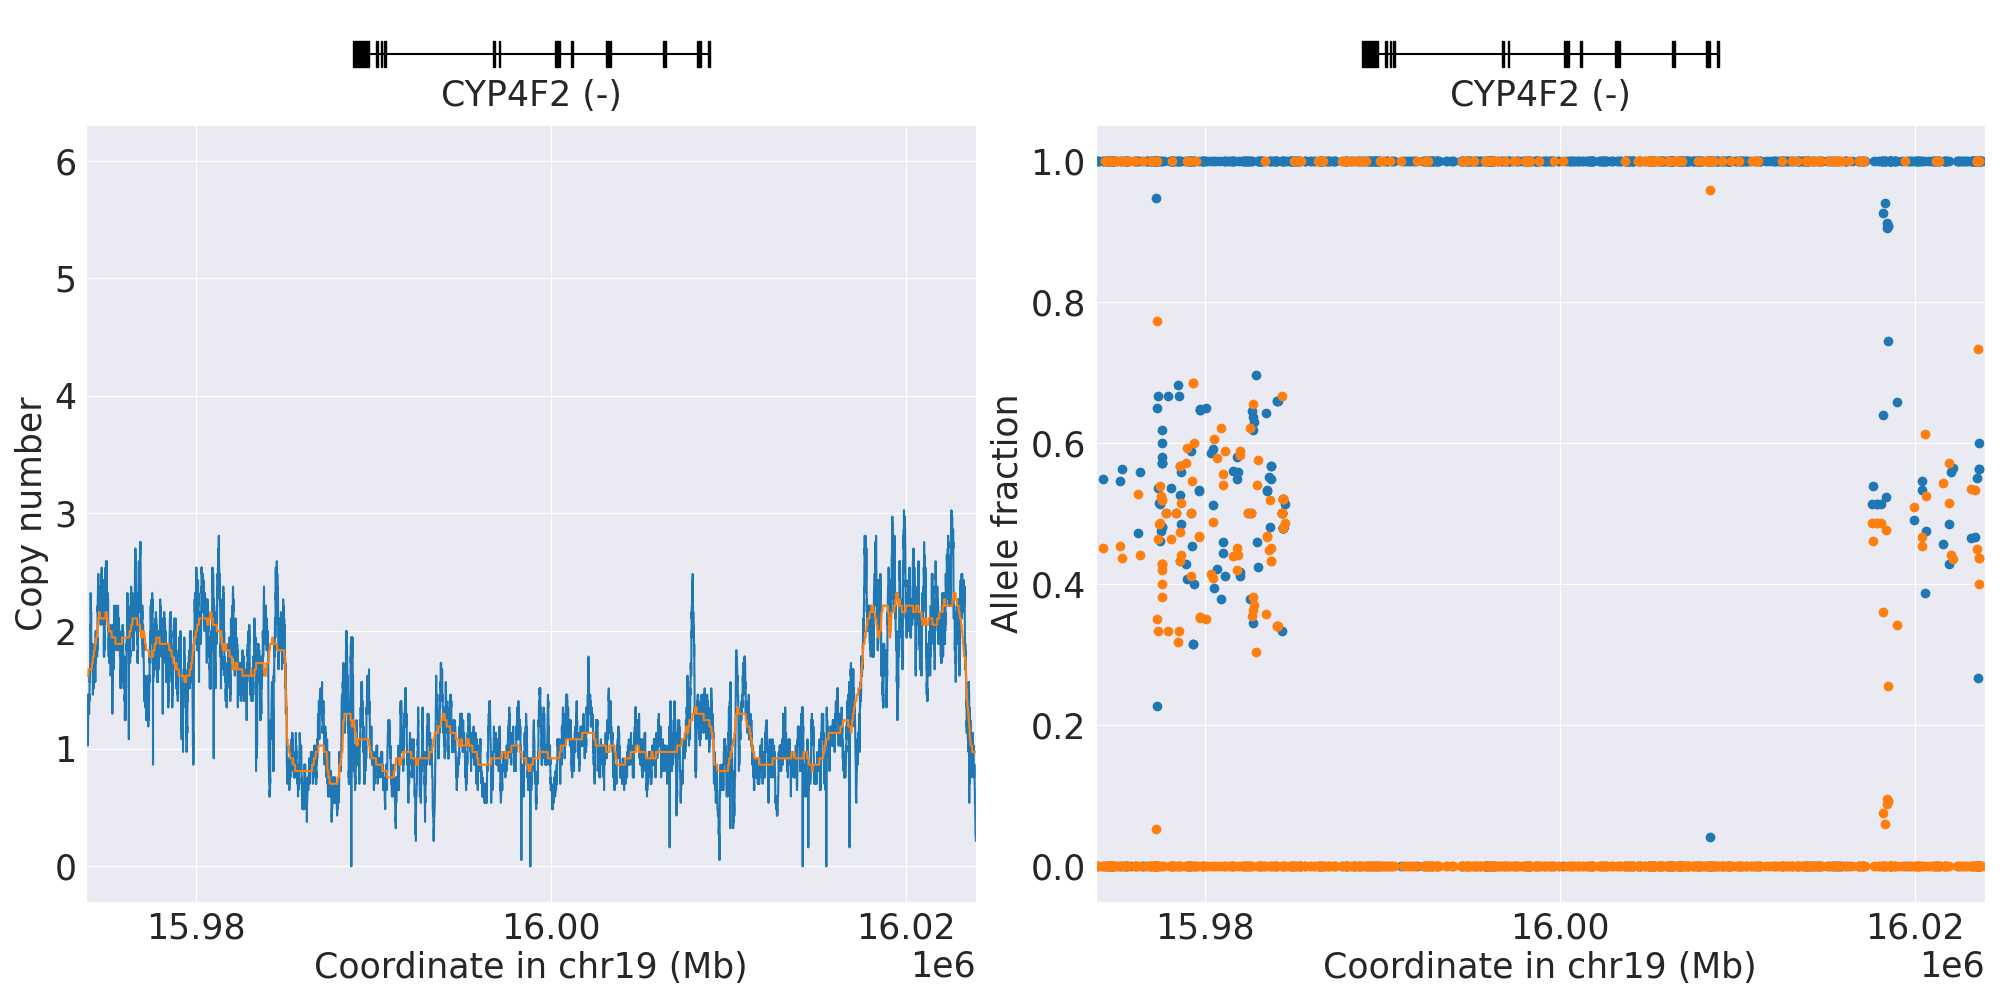 CYP4F2 (-)
CYP4F2 (-)
6
5
4
3
2
1
0
Copy number
15.98
16.00
16.02
Coordinate in chr19 (Mb)
1e6
1.0
0.8
0.6
0.4
0.2
0.0
Allele fraction
15.98
16.00
16.02
Coordinate in chr19 (Mb)
1e6